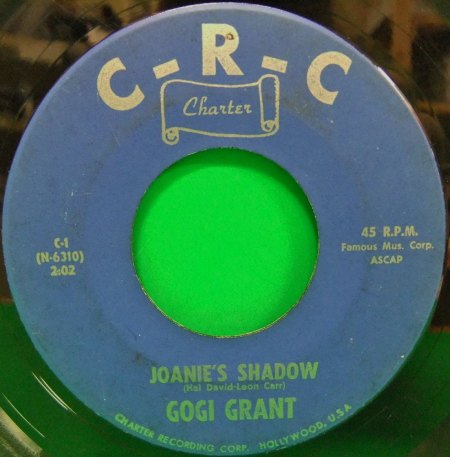 C-R-C
Charter
C-1
(N-6310)
2:02
45 R.P.M.
Famous Mus. Corp.
ASCAP
JOANIE'S SHADOW
(Hal David-Leon Carr)
GOGI GRANT
CHARTER RECORDING CORP. HOLLYWOOD, U.S.A